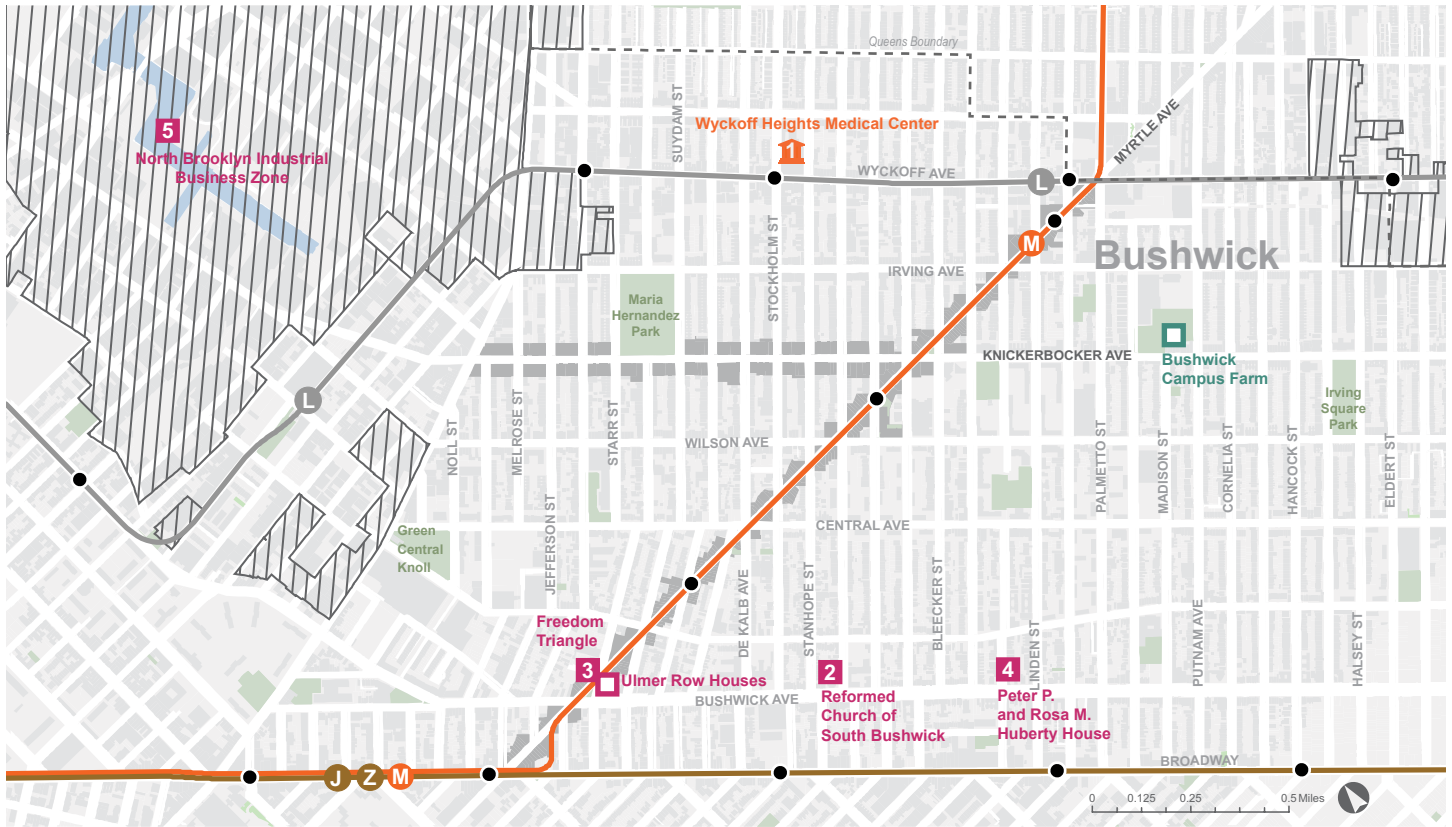 Queens Boundary
SUYDAM ST
MYRTLE AVE
5
North Brooklyn Industrial
Business Zone
Wyckoff Heights Medical Center
1
WYCKOFF AVE
L
STOCKHOLM ST
M
Bushwick
IRVING AVE
Maria
Hernandez
Park
KNICKERBOCKER AVE
Bushwick
Campus Farm
L
Irving
Square
Park
NOLL ST
MELROSE ST
STARR ST
WILSON AVE
PALMETTO ST
MADISON ST
CORNELIA ST
HANCOCK ST
ELDERT ST
Green
Central
Knoll
JEFFERSON ST
CENTRAL AVE
DE KALB AVE
STANHOPE ST
BLEECKER ST
LINDEN ST
PUTNAM AVE
HALSEY ST
Freedom
Triangle
3
Ulmer Row Houses
BUSHWICK AVE
2
Reformed
Church of
South Bushwick
4
Peter P.
and Rosa M.
Huberty House
BROADWAY
J Z M
0 0.125 0.25 0.5 Miles